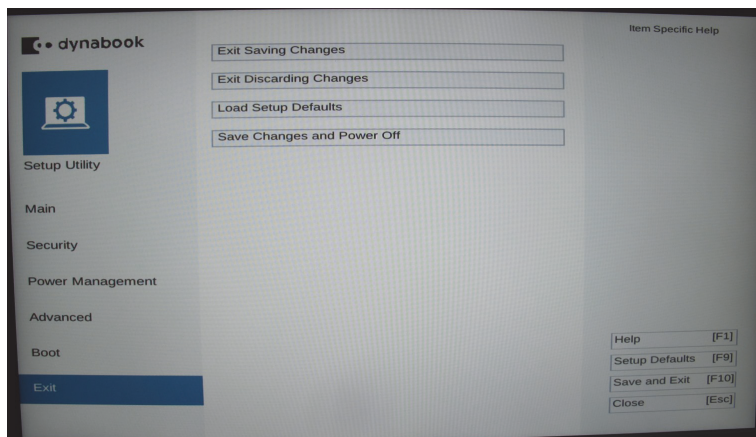 dynabook
Setup Utility
Main
Security
Power Management
Advanced
Boot
Exit
Exit Saving Changes
Exit Discarding Changes
Load Setup Defaults
Save Changes and Power Off
Item Specific Help
Help [F1]
Setup Defaults [F9]
Save and Exit [F10]
Close [Esc]